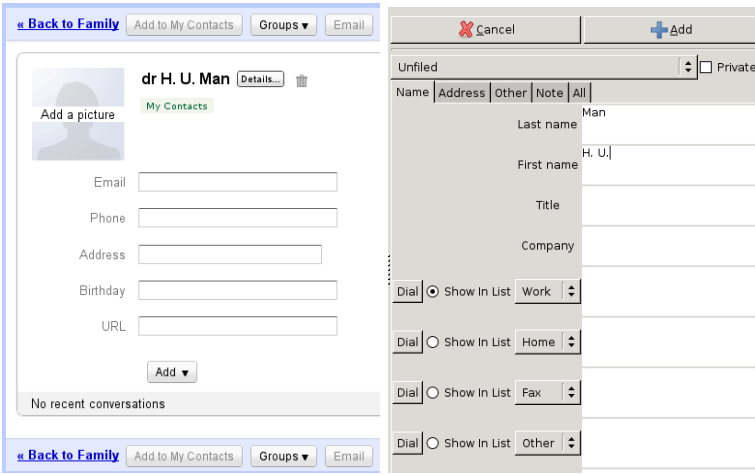 « Back to Family Add to My Contacts Groups ▾ Email
dr H. U. Man Details...
My Contacts
Add a picture
Email
Phone
Address
Birthday
URL
Add ▾
No recent conversations
« Back to Family Add to My Contacts Groups ▾ Email
Cancel Add
Unfiled Private
Name Address Other Note All
Last name Man
First name H. U.
Title
Company
Dial Show In List Work
Dial Show In List Home
Dial Show In List Fax
Dial Show In List Other